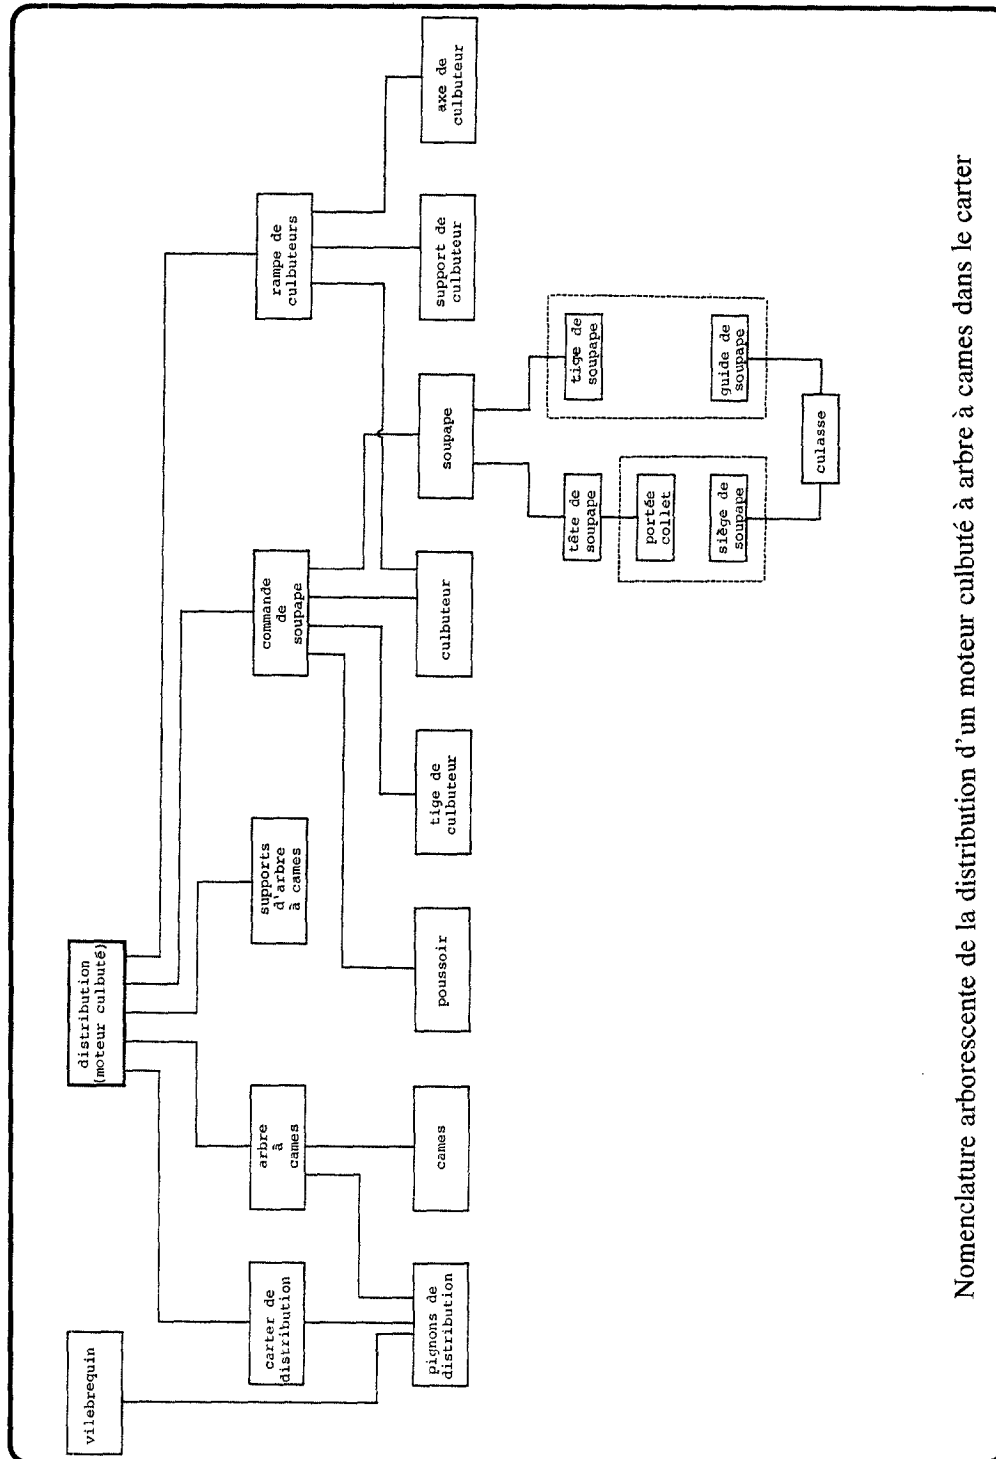 vilebrequin
distribution
(moteur culbuté)
carter de
distribution
arbre
à
cames
supports
d'arbre
à cames
commande
de
soupape
rampe de
culbuteurs
pignons de
distribution
cames
poussoir
tige de
culbuteur
culbuteur
soupape
support de
culbuteur
axe de
culbuteur
tête de
soupape
tige de
soupape
portée
collet
siège de
soupape
guide de
soupape
culasse
Nomenclature arborescente de la distribution d'un moteur culbuté à arbre à cames dans le carter